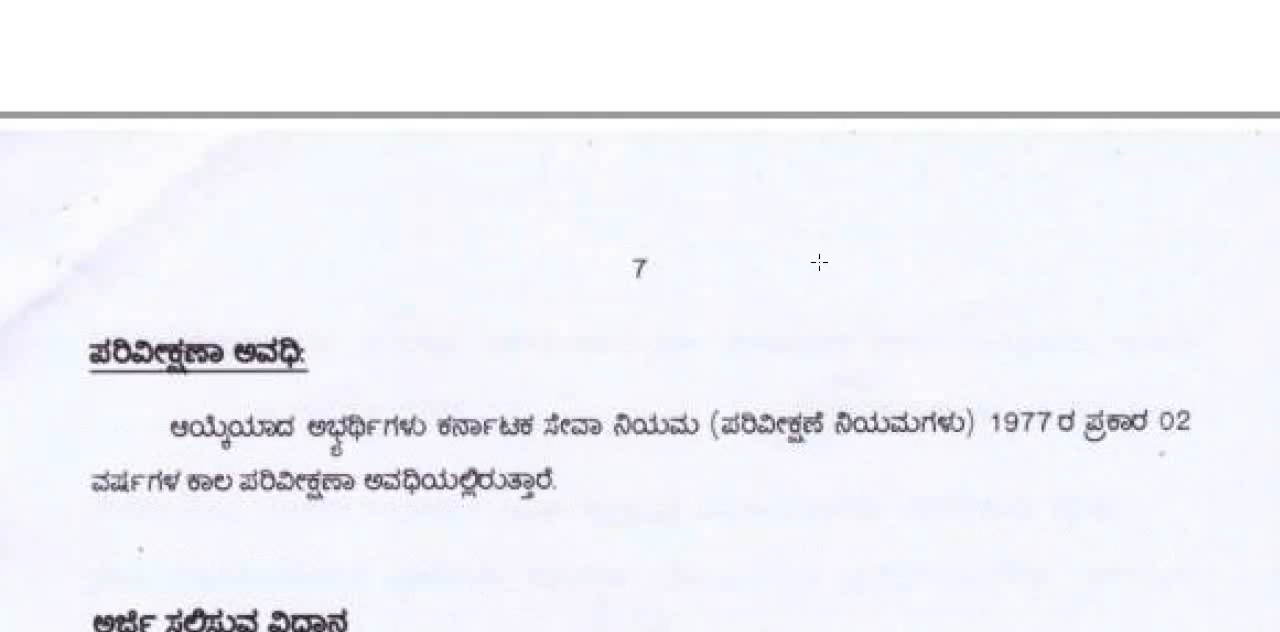 7
ಪರಿವೀಕ್ಷಣಾ ಅವಧಿ:
ಆಯ್ಕೆಯಾದ ಅಭ್ಯರ್ಥಿಗಳು ಕರ್ನಾಟಕ ಸೇವಾ ನಿಯಮ (ಪರಿವೀಕ್ಷಣೆ ನಿಯಮಗಳು) 1977ರ ಪ್ರಕಾರ 02
ವರ್ಷಗಳ ಕಾಲ ಪರಿವೀಕ್ಷಣಾ ಅವಧಿಯಲ್ಲಿರುತ್ತಾರೆ.
ಅರ್ಜಿ ಸಲ್ಲಿಸುವ ವಿಧಾನ